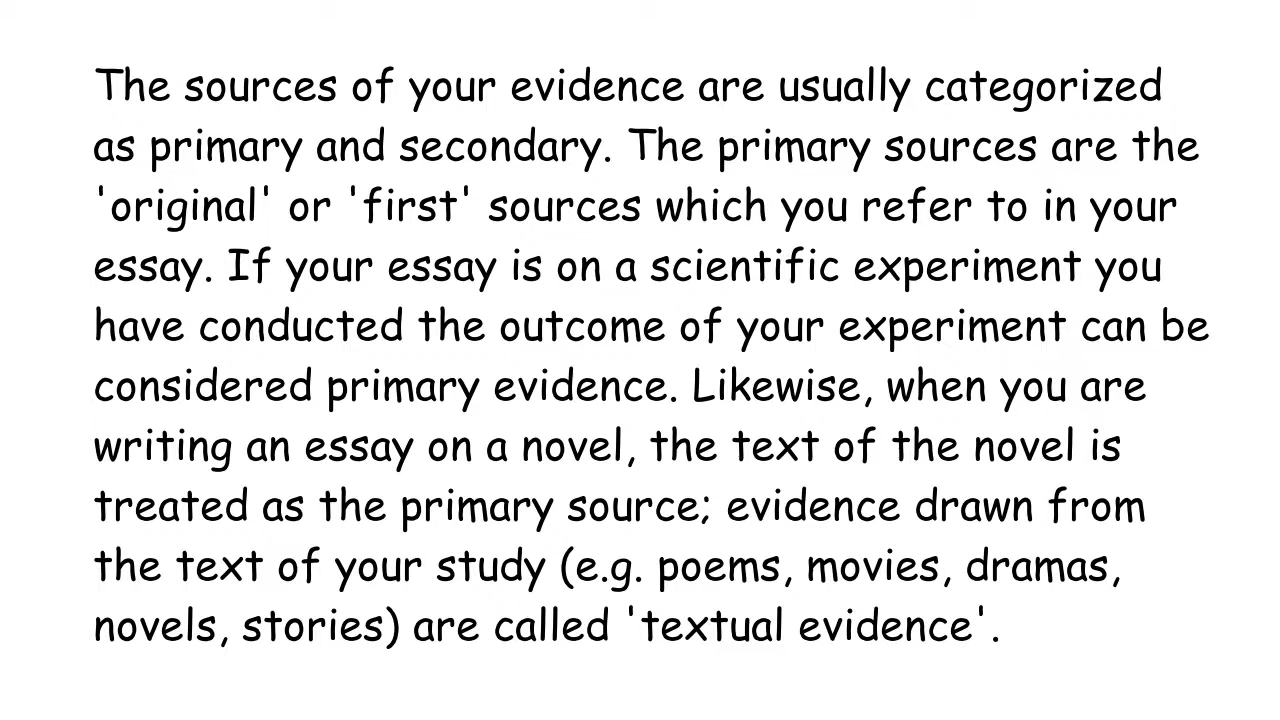 The sources of your evidence are usually categorized
as primary and secondary. The primary sources are the
'original' or 'first' sources which you refer to in your
essay. If your essay is on a scientific experiment you
have conducted the outcome of your experiment can be
considered primary evidence. Likewise, when you are
writing an essay on a novel, the text of the novel is
treated as the primary source; evidence drawn from
the text of your study (e.g. poems, movies, dramas,
novels, stories) are called 'textual evidence'.